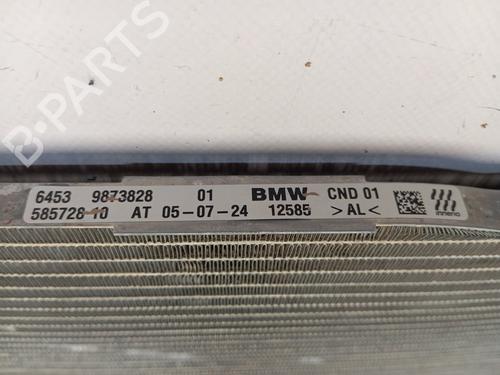 6453 9873828 01 BMW CND 01
585728-10 AT 05-07-24 12585 >AL<
B-PARTS